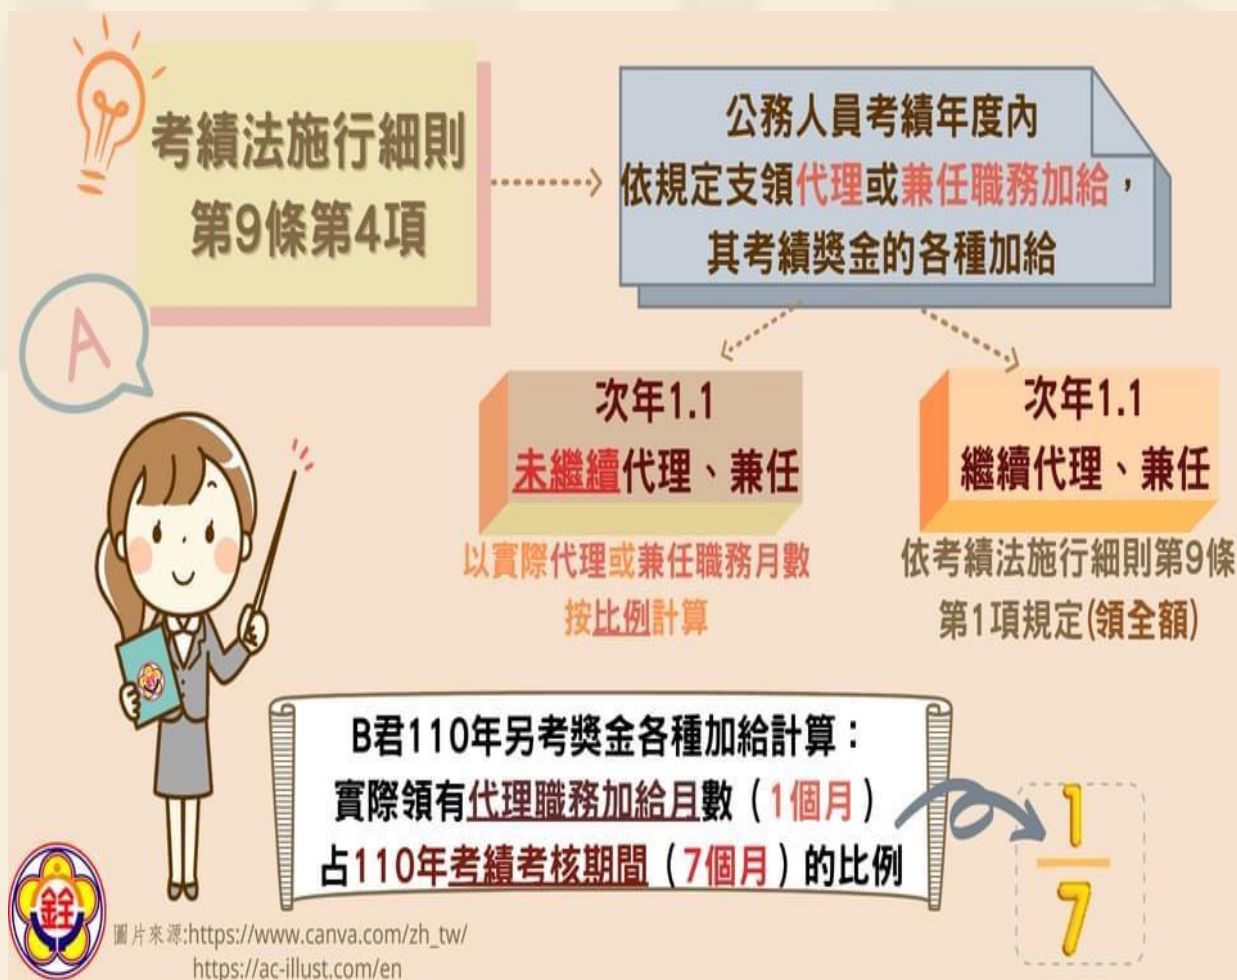 考績法施行細則
第9條第4項
公務人員考績年度內
依規定支領代理或兼任職務加給，
其考績獎金的各種加給
A
次年1.1
未繼續代理、兼任
以實際代理或兼任職務月數
按比例計算
次年1.1
繼續代理、兼任
依考績法施行細則第9條
第1項規定(領全額)
B君110年另考獎金各種加給計算：
實際領有代理職務加給月數（1個月）
占110年考績考核期間（7個月）的比例
1
7
銓
圖片來源:https://www.canva.com/zh_tw/
https://ac-illust.com/en